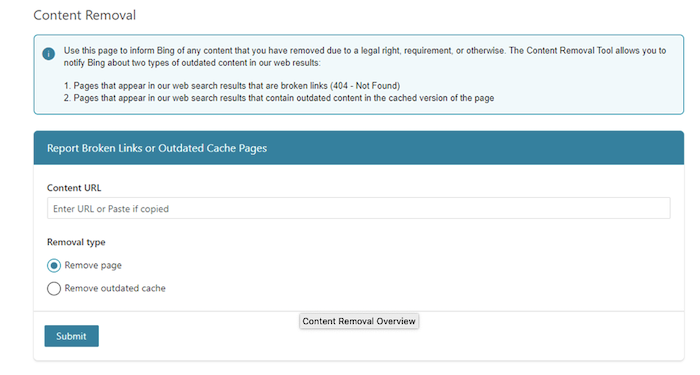 Content Removal
Use this page to inform Bing of any content that you have removed due to a legal right, requirement, or otherwise. The Content Removal Tool allows you to
notify Bing about two types of outdated content in our web results:
1. Pages that appear in our web search results that are broken links (404 - Not Found)
2. Pages that appear in our web search results that contain outdated content in the cached version of the page
Report Broken Links or Outdated Cache Pages
Content URL
Enter URL or Paste if copied
Removal type
Remove page
Remove outdated cache
Content Removal Overview
Submit